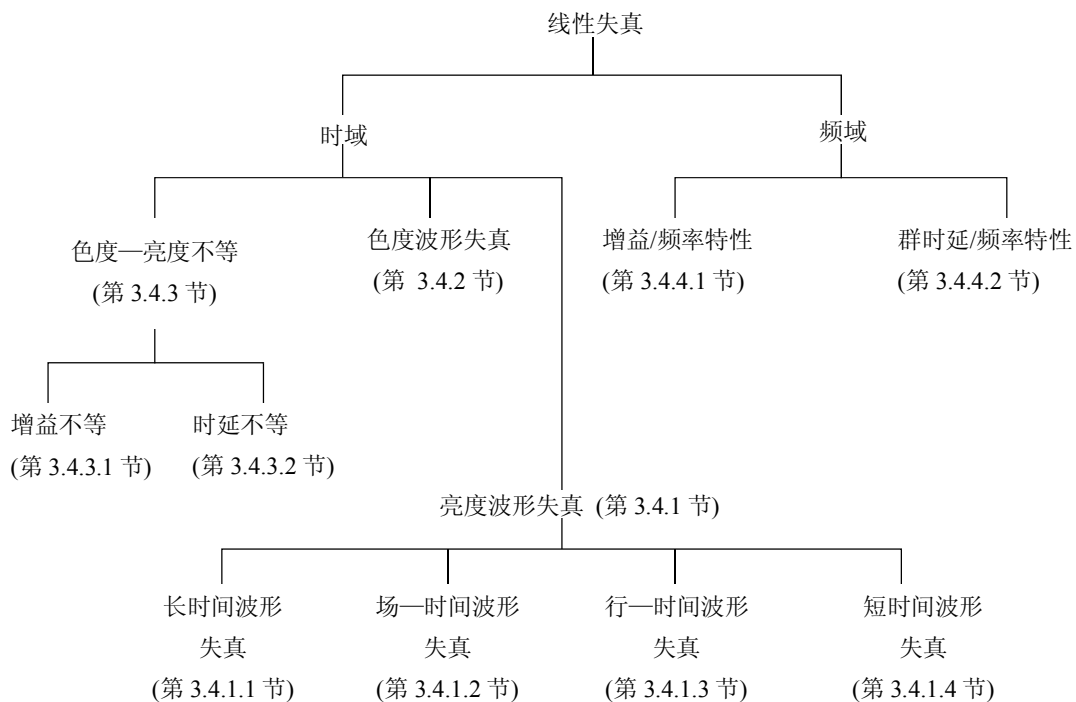 线性失真
时域
频域
色度—亮度不等
(第 3.4.3 节)
色度波形失真
(第 3.4.2 节)
增益/频率特性
(第 3.4.4.1 节)
群时延/频率特性
(第 3.4.4.2 节)
增益不等
(第 3.4.3.1 节)
时延不等
(第 3.4.3.2 节)
亮度波形失真 (第 3.4.1 节)
长时间波形
失真
(第 3.4.1.1 节)
场—时间波形
失真
(第 3.4.1.2 节)
行—时间波形
失真
(第 3.4.1.3 节)
短时间波形
失真
(第 3.4.1.4 节)